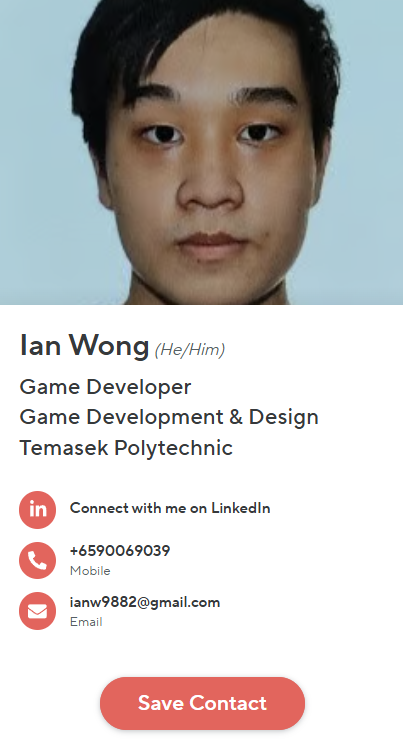 Ian Wong (He/Him)
Game Developer
Game Development & Design
Temasek Polytechnic
in Connect with me on LinkedIn
+6590069039
Mobile
ianw9882@gmail.com
Email
Save Contact